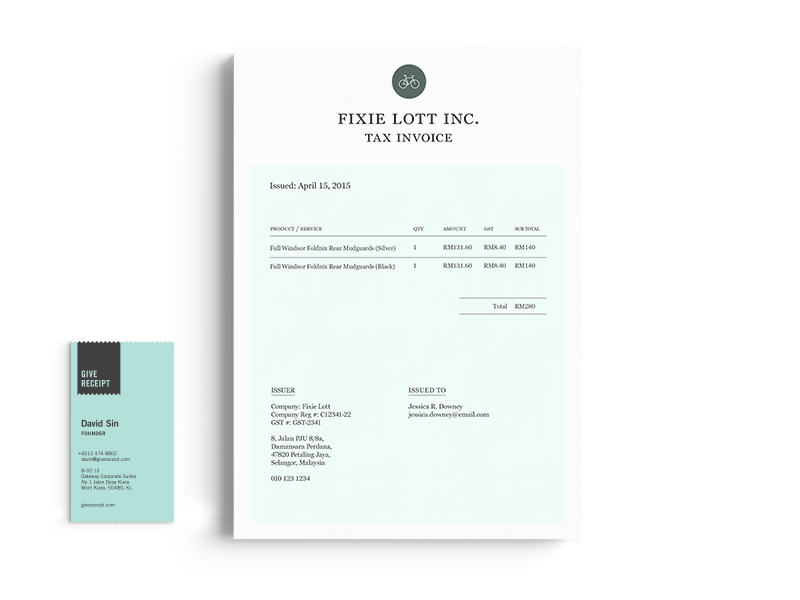 FIXIE LOTT INC.
TAX INVOICE
Issued: April 15, 2015
PRODUCT / SERVICE QTY AMOUNT GST SUB TOTAL
Full Windsor Foldnix Rear Mudguards (Silver) 1 RM131.60 RM8.40 RM140
Full Windsor Foldnix Rear Mudguards (Black) 1 RM131.60 RM8.40 RM140
Total RM280
ISSUER
Company: Fixie Lott
Company Reg #: C12341-22
GST #: GST-2341
8, Jalan PJU 8/8a,
Damansara Perdana,
47820 Petaling Jaya,
Selangor, Malaysia
010 123 1234
ISSUED TO
Jessica R. Downey
jessica.downey@email.com
GIVE
RECEIPT
David Sin
FOUNDER
+6012 476 8802
david@givereceipt.com
B-02-13
Gateway Corporate Suites
No 1 Jalan Desa Kiara
Mont Kiara, 50480, KL
givereceipt.com